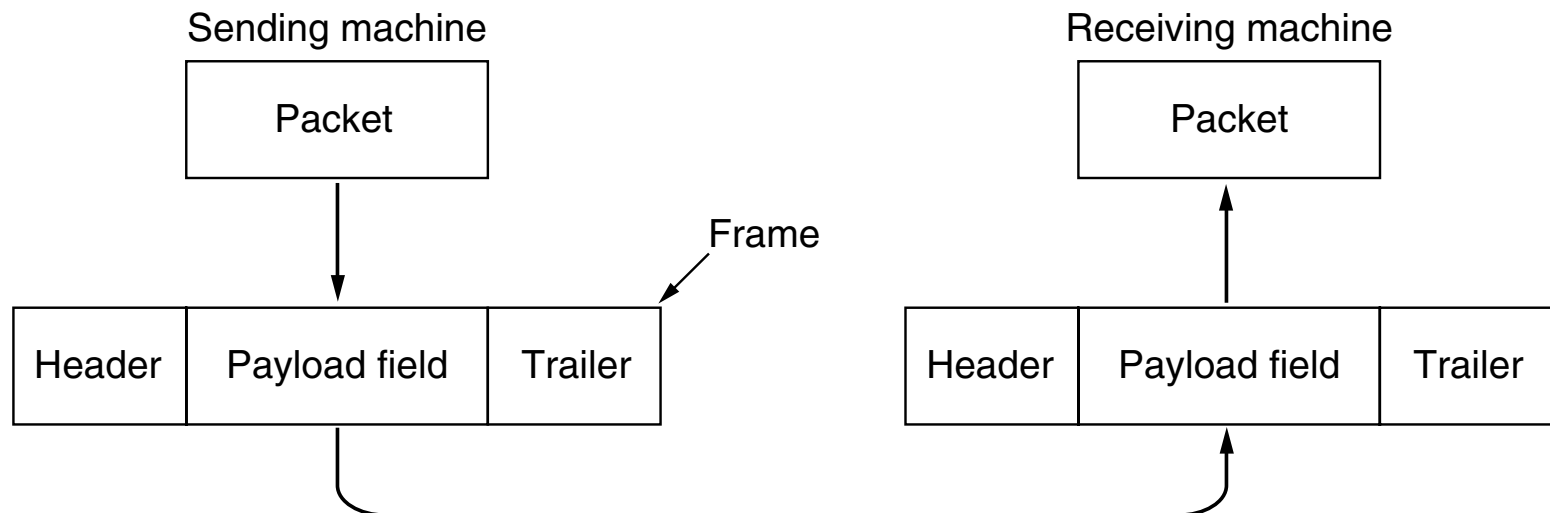 Sending machine
Receiving machine
Packet
Packet
Frame
Header
Payload field
Trailer
Header
Payload field
Trailer